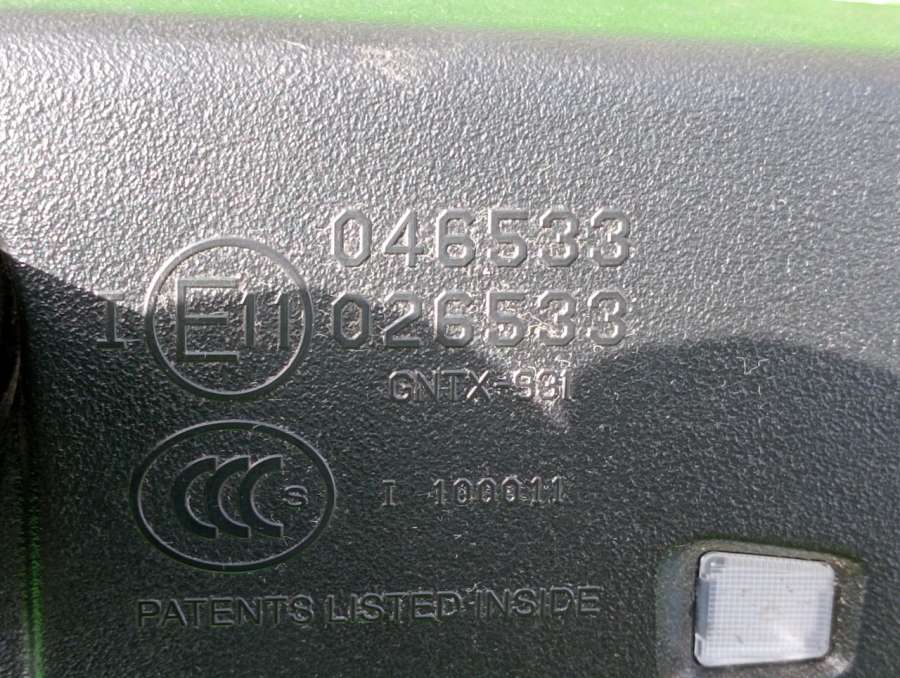 046533
I E11 026533
GNTX-931
CCC S
I 100011
PATENTS LISTED INSIDE